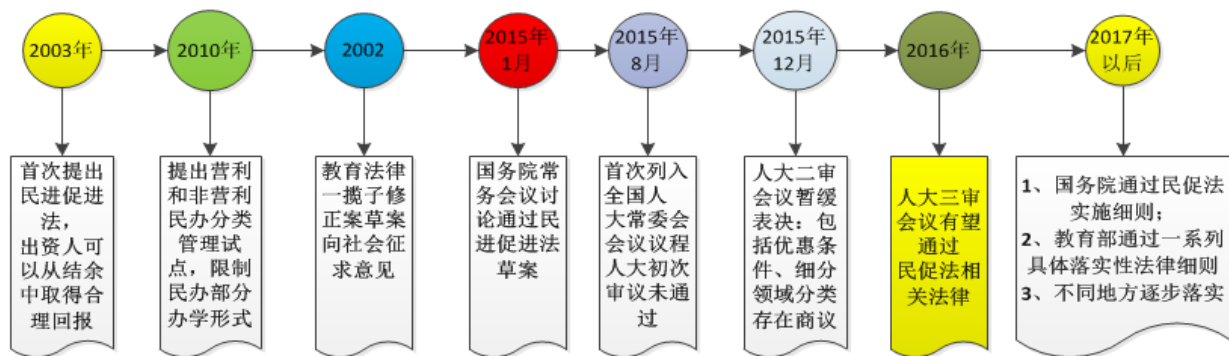 2003年
2010年
2002
2015年
1月
2015年
8月
2015年
12月
2016年
2017年
以后
首次提出
民进促进
法，
出资人可
以从结余
中取得合
理回报
提出营利
和非营利
民办分类
管理试
点，限制
民办部分
办学形式
教育法律
一揽子修
正案草案
向社会征
求意见
国务院常
务会议讨
论通过民
进促进法
草案
首次列入
全国人
大常委会
会议议程
人大初次
审议未通
过
人大二审
会议暂缓
表决：包
括优惠条
件、细分
领域分类
存在商议
人大三审
会议有望
通过
民促法相
关法律
1、国务院通过民促法
实施细则；
2、教育部通过一系列
具体落实性法律细则
3、不同地方逐步落实